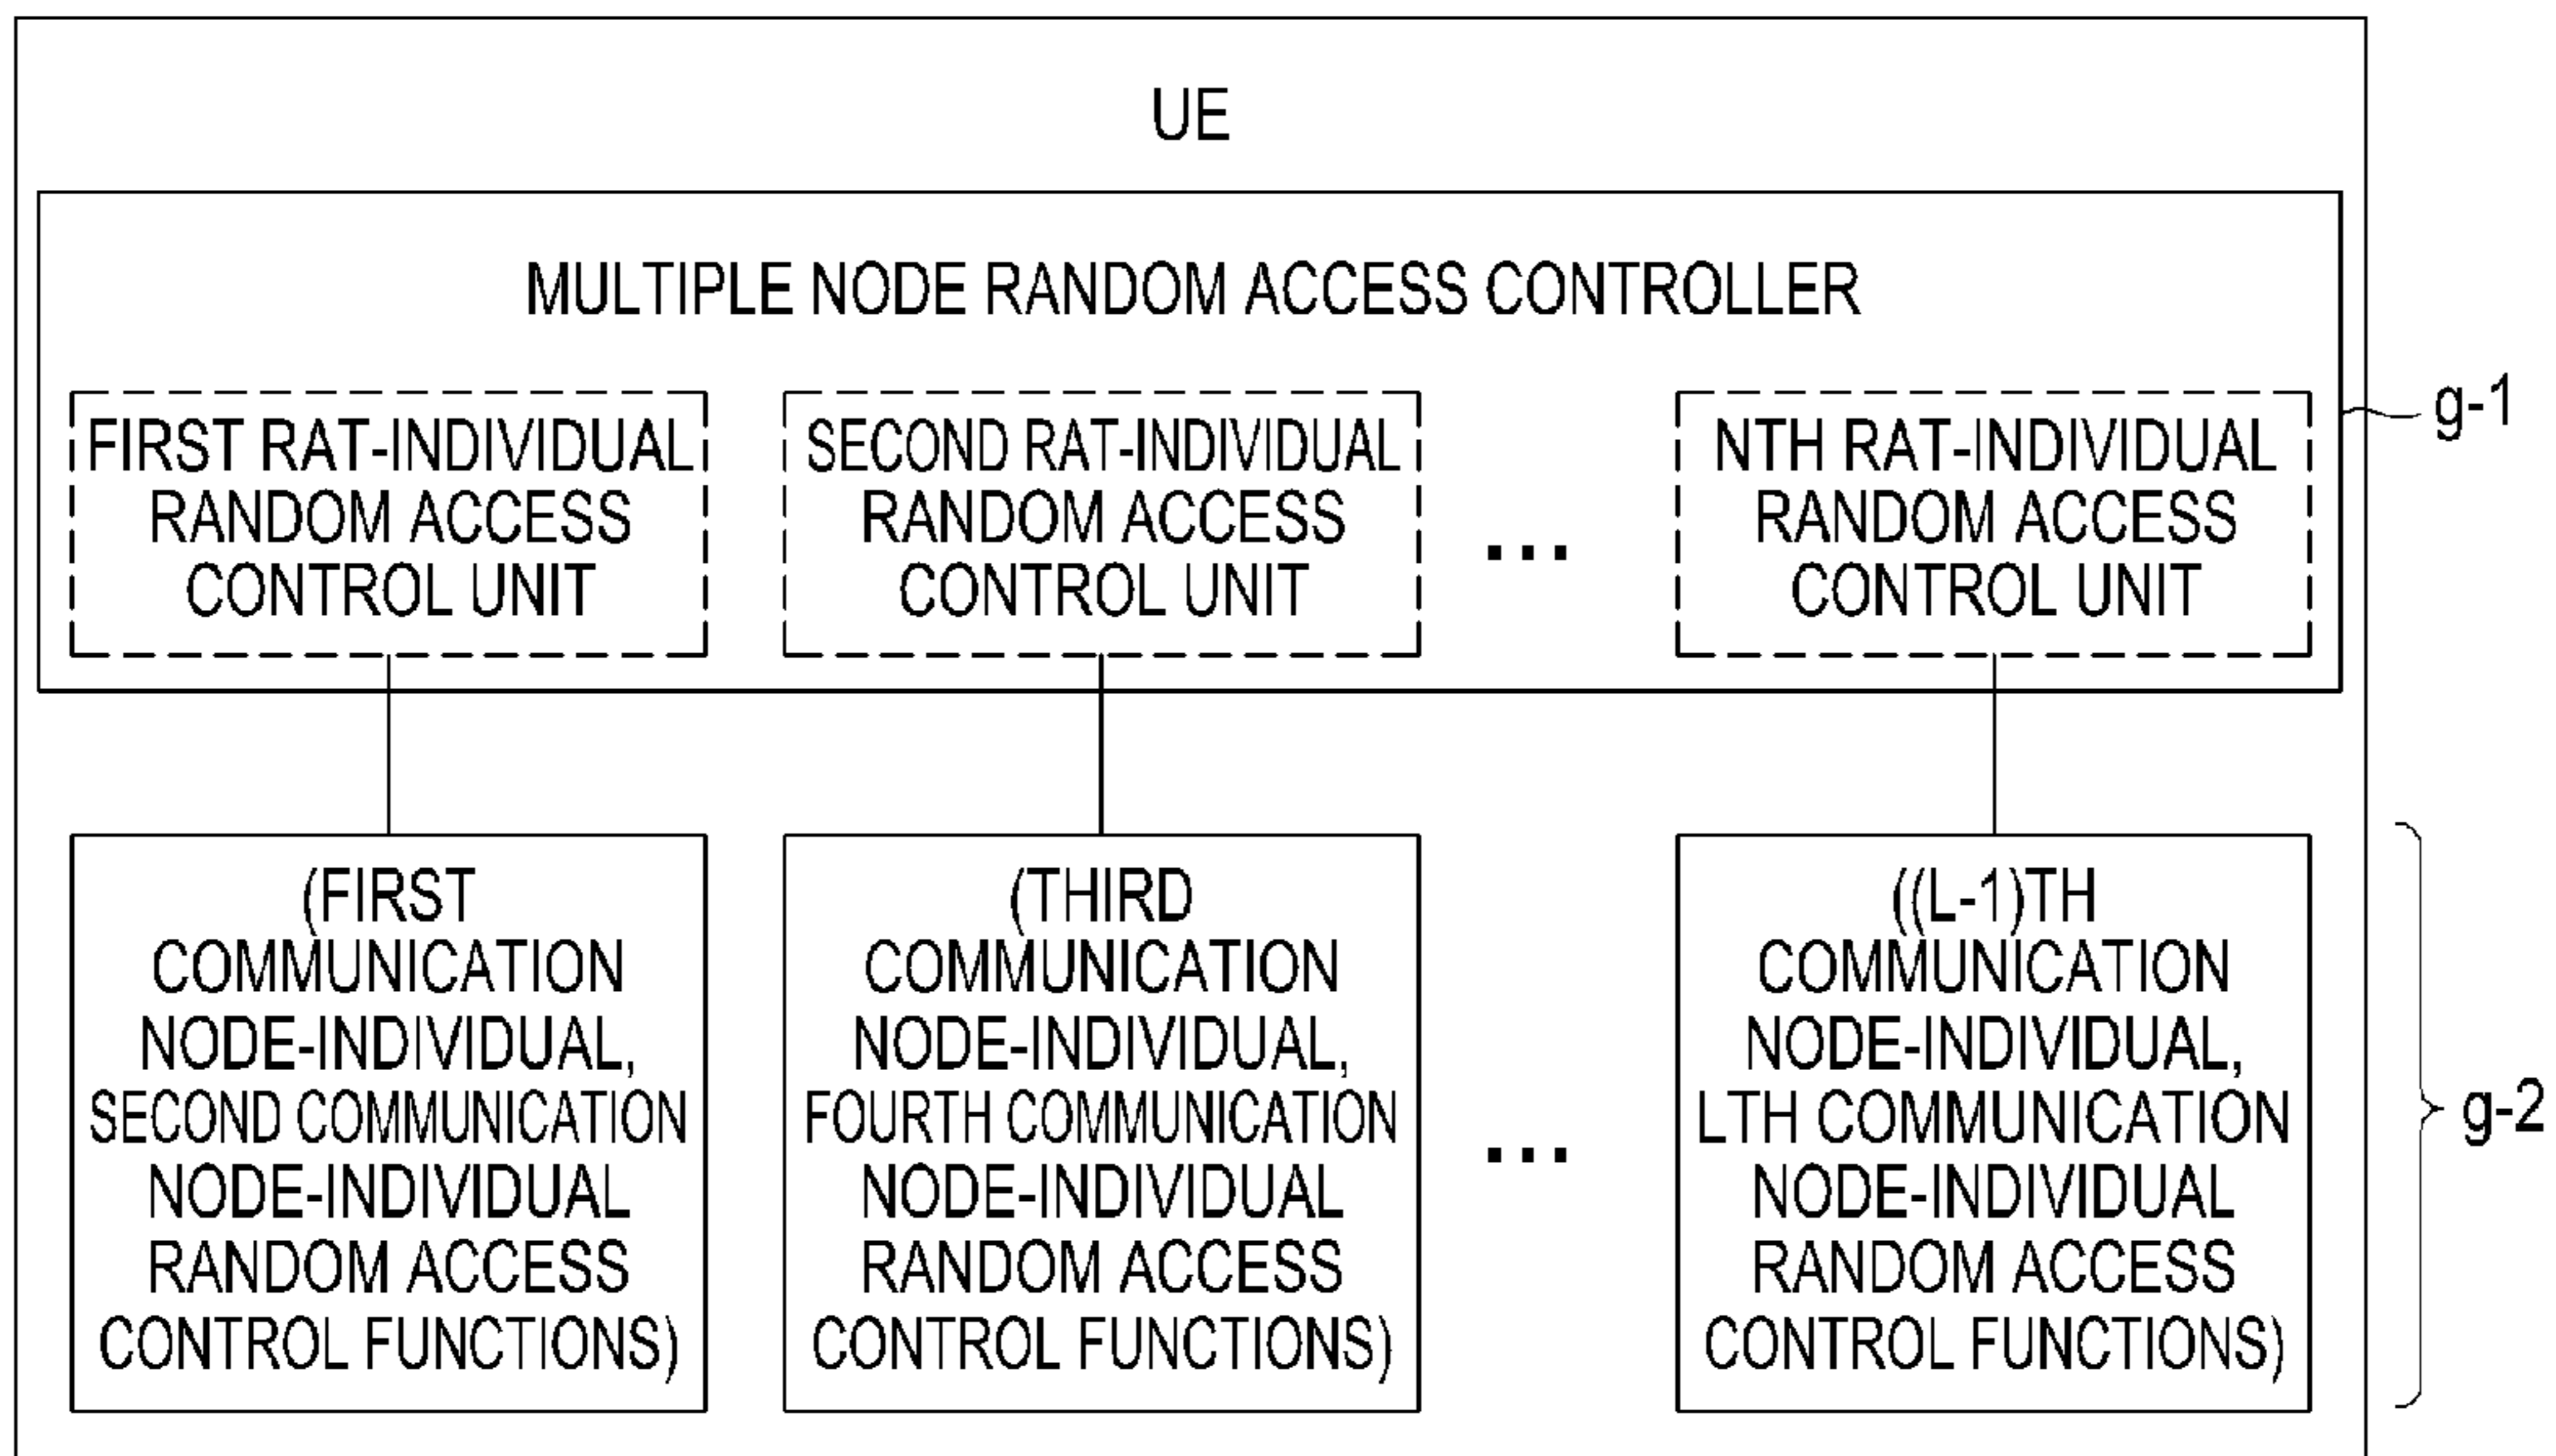 UE
MULTIPLE NODE RANDOM ACCESS CONTROLLER
FIRST RAT-INDIVIDUAL
RANDOM ACCESS
CONTROL UNIT
SECOND RAT-INDIVIDUAL
RANDOM ACCESS
CONTROL UNIT
...
NTH RAT-INDIVIDUAL
RANDOM ACCESS
CONTROL UNIT
g-1
(FIRST
COMMUNICATION
NODE-INDIVIDUAL,
SECOND COMMUNICATION
NODE-INDIVIDUAL
RANDOM ACCESS
CONTROL FUNCTIONS)
(THIRD
COMMUNICATION
NODE-INDIVIDUAL,
FOURTH COMMUNICATION
NODE-INDIVIDUAL
RANDOM ACCESS
CONTROL FUNCTIONS)
...
((L-1)TH
COMMUNICATION
NODE-INDIVIDUAL,
LTH COMMUNICATION
NODE-INDIVIDUAL
RANDOM ACCESS
CONTROL FUNCTIONS)
g-2